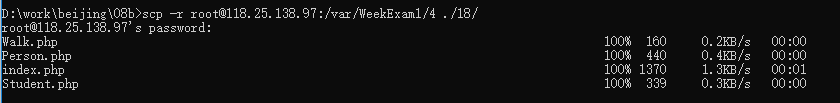 D:\work\beijing\08b>scp -r root@118.25.138.97:/var/WeekExam1/4 ./18/
root@118.25.138.97's password:
Walk.php 100% 160 0.2KB/s 00:00
Person.php 100% 440 0.4KB/s 00:00
index.php 100% 1370 1.3KB/s 00:01
Student.php 100% 339 0.3KB/s 00:00